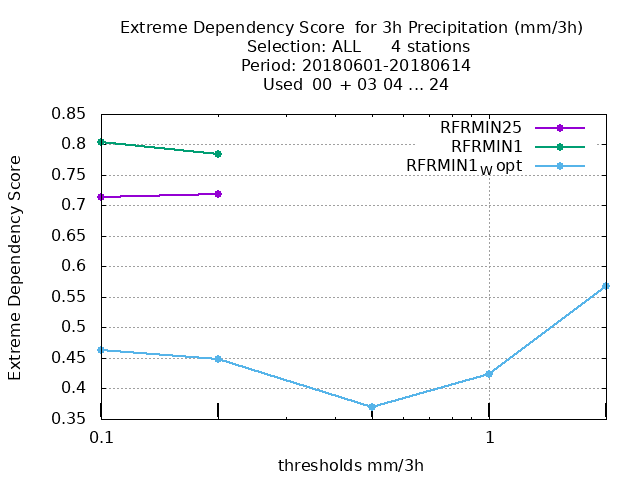 Extreme Dependency Score  for 3h Precipitation (mm/3h)
Selection: ALL      4 stations
Period: 20180601-20180614
Used  00  + 03 04 ... 24
RFRMIN25
RFRMIN1
RFRMIN1W opt
Extreme Dependency Score
0.85
0.8
0.75
0.7
0.65
0.6
0.55
0.5
0.45
0.4
0.35
0.1
1
thresholds mm/3h